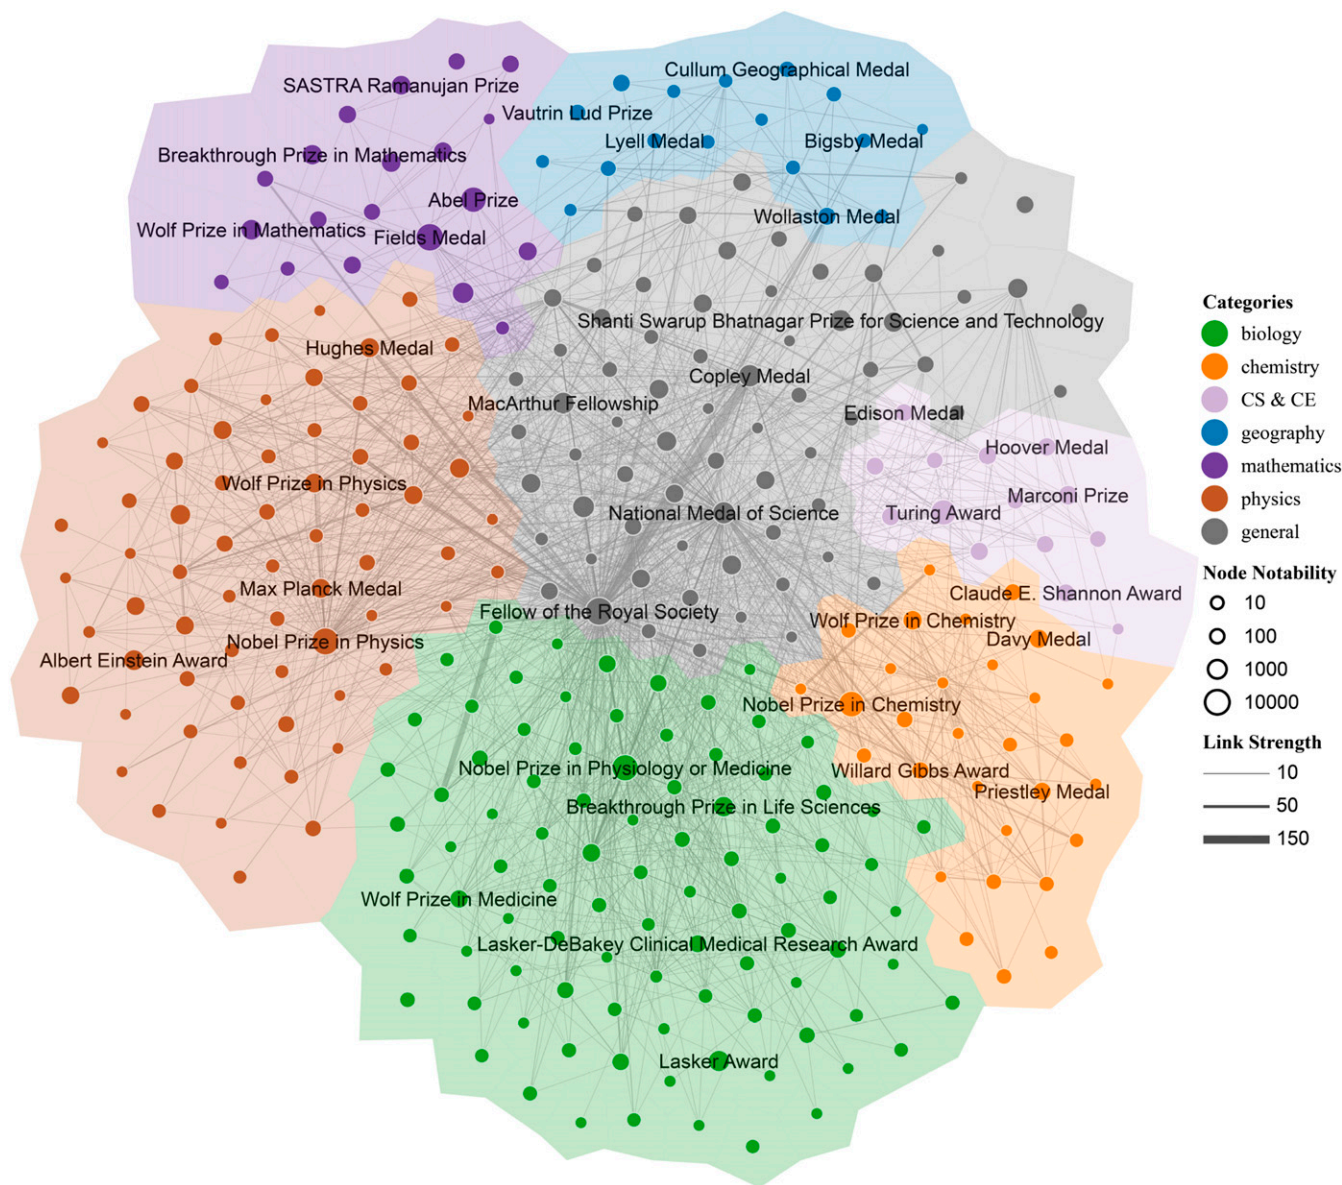 SASTRA Ramanujan Prize
Cullum Geographical Medal
Vautrin Lud Prize
Lyell Medal
Bigsby Medal
Breakthrough Prize in Mathematics
Abel Prize
Wollaston Medal
Wolf Prize in Mathematics
Fields Medal
Shanti Swarup Bhatnagar Prize for Science and Technology
Hughes Medal
Copley Medal
MacArthur Fellowship
Edison Medal
Hoover Medal
Wolf Prize in Physics
Marconi Prize
National Medal of Science
Turing Award
Max Planck Medal
Claude E. Shannon Award
Fellow of the Royal Society
Wolf Prize in Chemistry
Nobel Prize in Physics
Davy Medal
Albert Einstein Award
Nobel Prize in Chemistry
Nobel Prize in Physiology or Medicine
Willard Gibbs Award
Priestley Medal
Breakthrough Prize in Life Sciences
Wolf Prize in Medicine
Lasker-DeBakey Clinical Medical Research Award
Lasker Award
Categories
biology
chemistry
CS & CE
geography
mathematics
physics
general
Node Notability
10
100
1000
10000
Link Strength
10
50
150